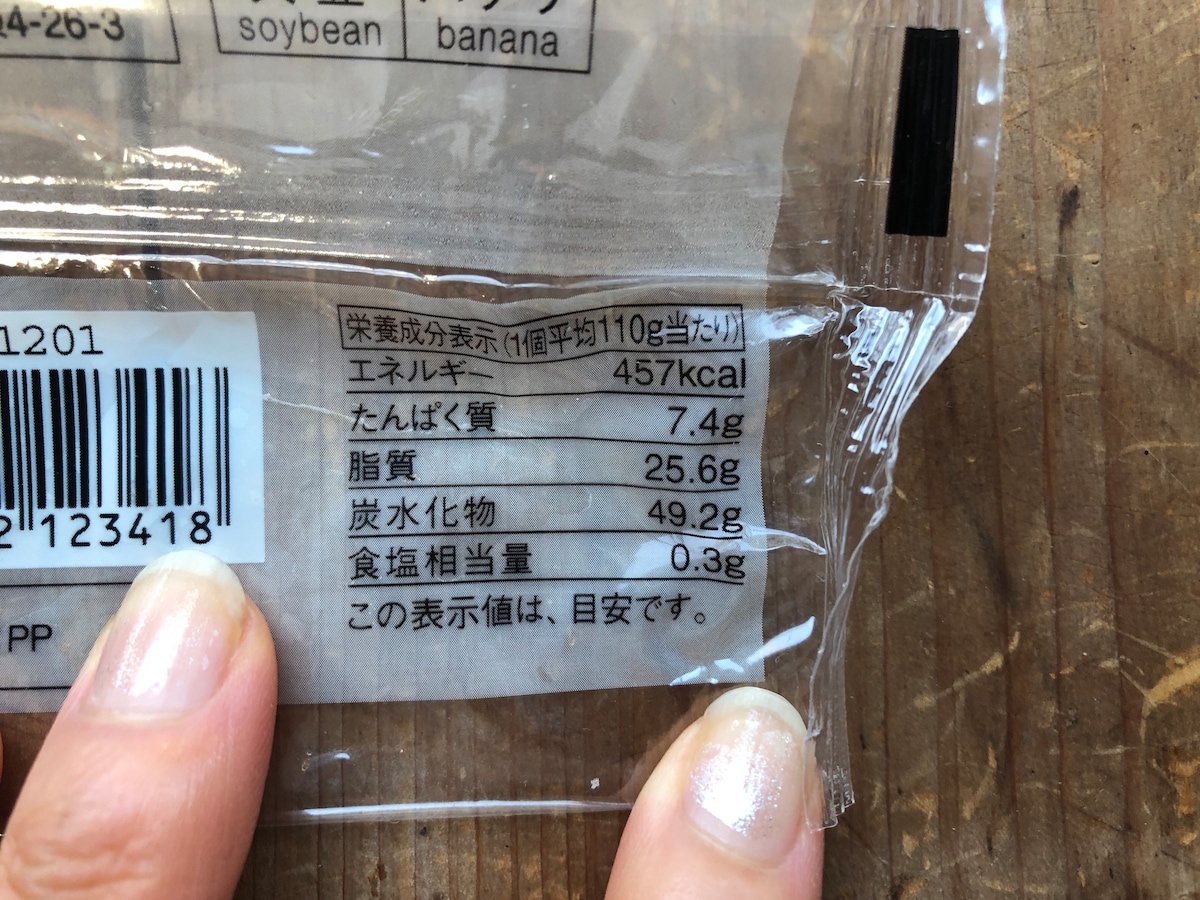 4-26-3
soybean
banana
1201
2 123418
PP
栄養成分表示(1個平均110g当たり)
エネルギー 457kcal
たんぱく質 7.4g
脂質 25.6g
炭水化物 49.2g
食塩相当量 0.3g
この表示値は、目安です。